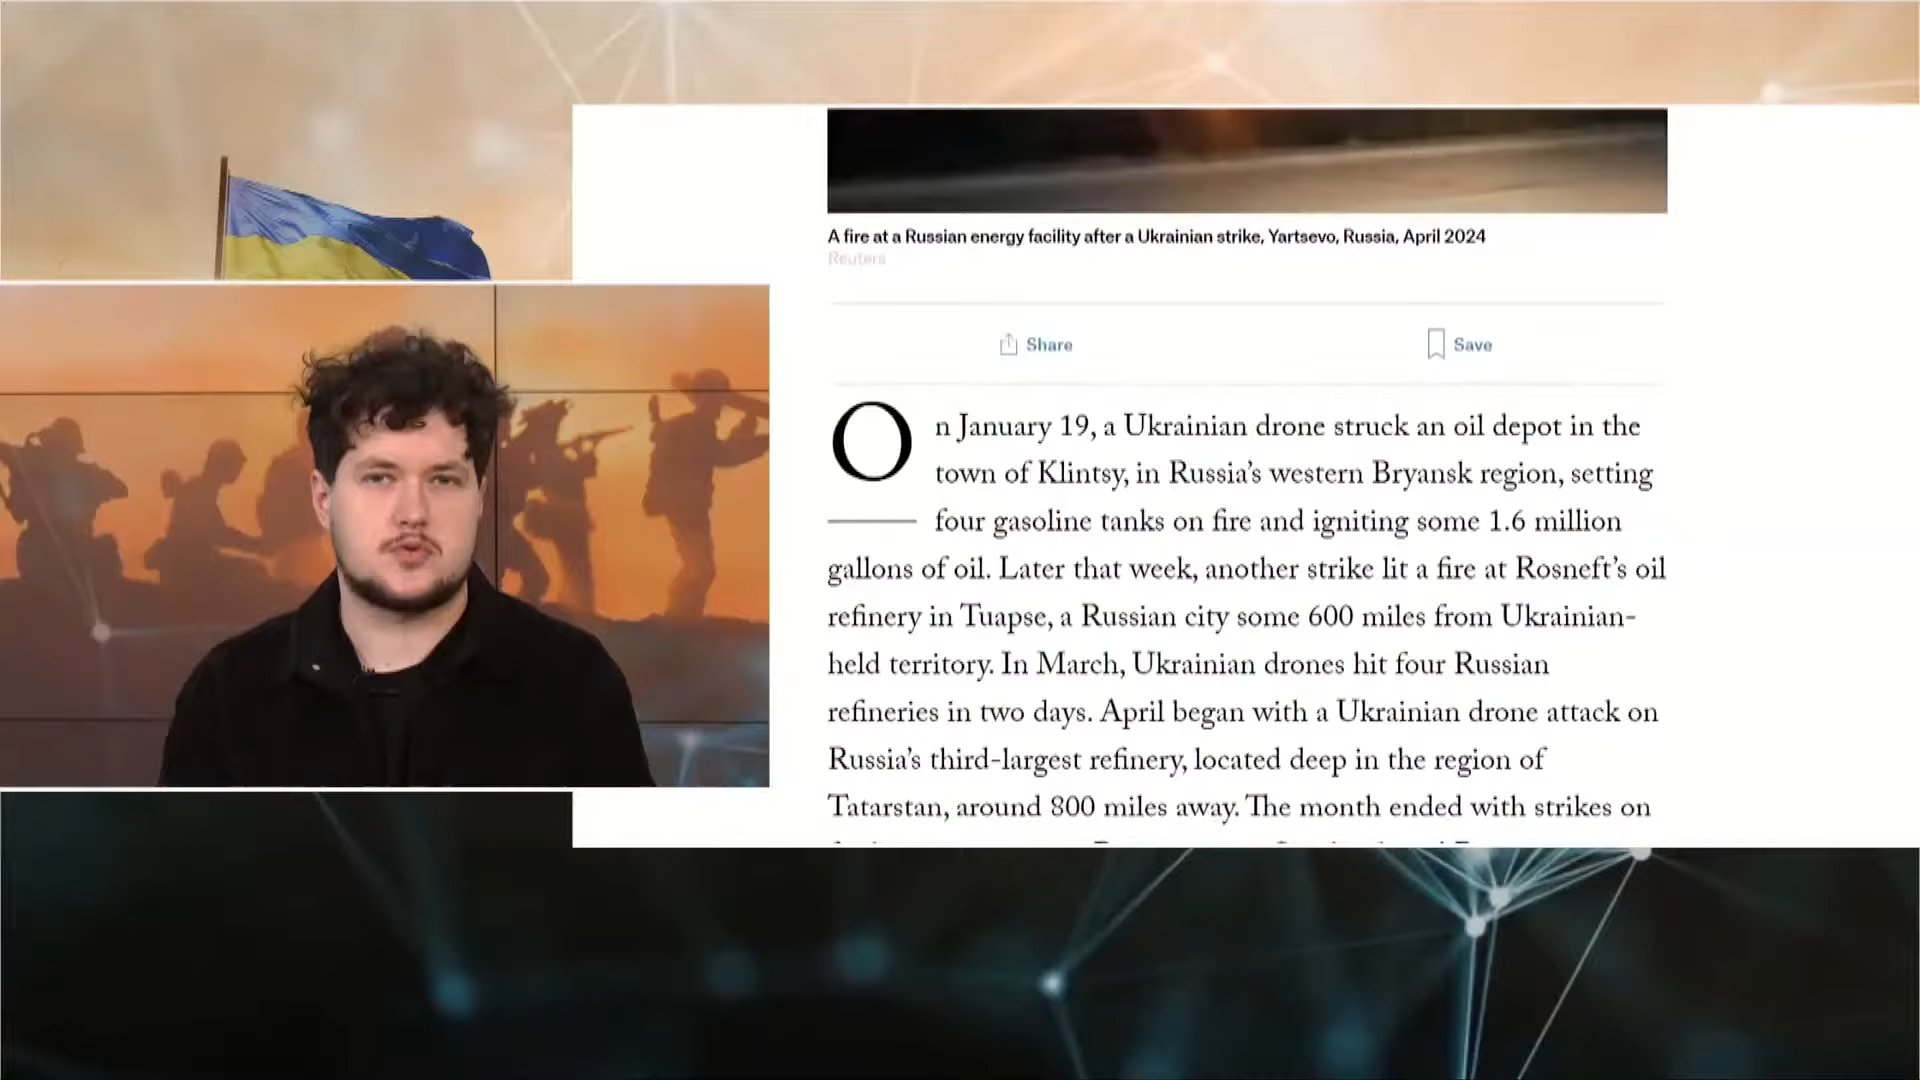 A fire at a Russian energy facility after a Ukrainian strike, Yartsevo, Russia, April 2024
Reuters
Share
Save
On January 19, a Ukrainian drone struck an oil depot in the
town of Klintsy, in Russia’s western Bryansk region, setting
four gasoline tanks on fire and igniting some 1.6 million
gallons of oil. Later that week, another strike lit a fire at Rosneft’s oil
refinery in Tuapse, a Russian city some 600 miles from Ukrainian-
held territory. In March, Ukrainian drones hit four Russian
refineries in two days. April began with a Ukrainian drone attack on
Russia’s third-largest refinery, located deep in the region of
Tatarstan, around 800 miles away. The month ended with strikes on